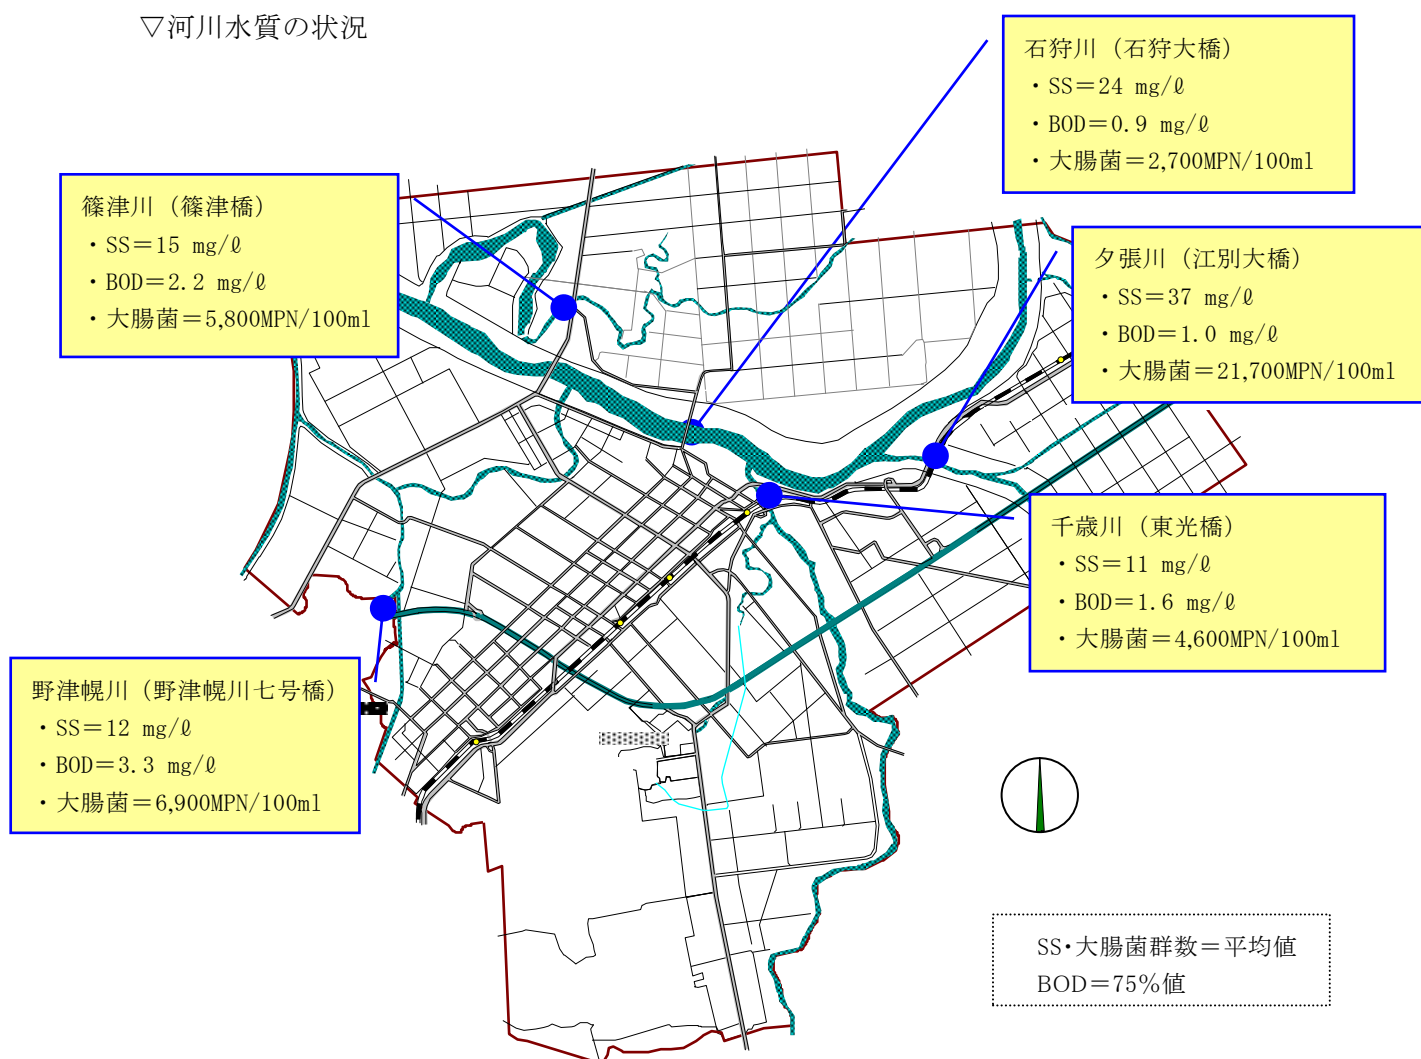 ▽河川水質の状況
石狩川（石狩大橋）
・SS＝24 mg/ℓ
・BOD＝0.9 mg/ℓ
・大腸菌＝2,700MPN/100ml
篠津川（篠津橋）
・SS＝15 mg/ℓ
・BOD＝2.2 mg/ℓ
・大腸菌＝5,800MPN/100ml
夕張川（江別大橋）
・SS＝37 mg/ℓ
・BOD＝1.0 mg/ℓ
・大腸菌＝21,700MPN/100ml
千歳川（東光橋）
・SS＝11 mg/ℓ
・BOD＝1.6 mg/ℓ
・大腸菌＝4,600MPN/100ml
野津幌川（野津幌川七号橋）
・SS＝12 mg/ℓ
・BOD＝3.3 mg/ℓ
・大腸菌＝6,900MPN/100ml
SS・大腸菌群数＝平均値
BOD＝75％値